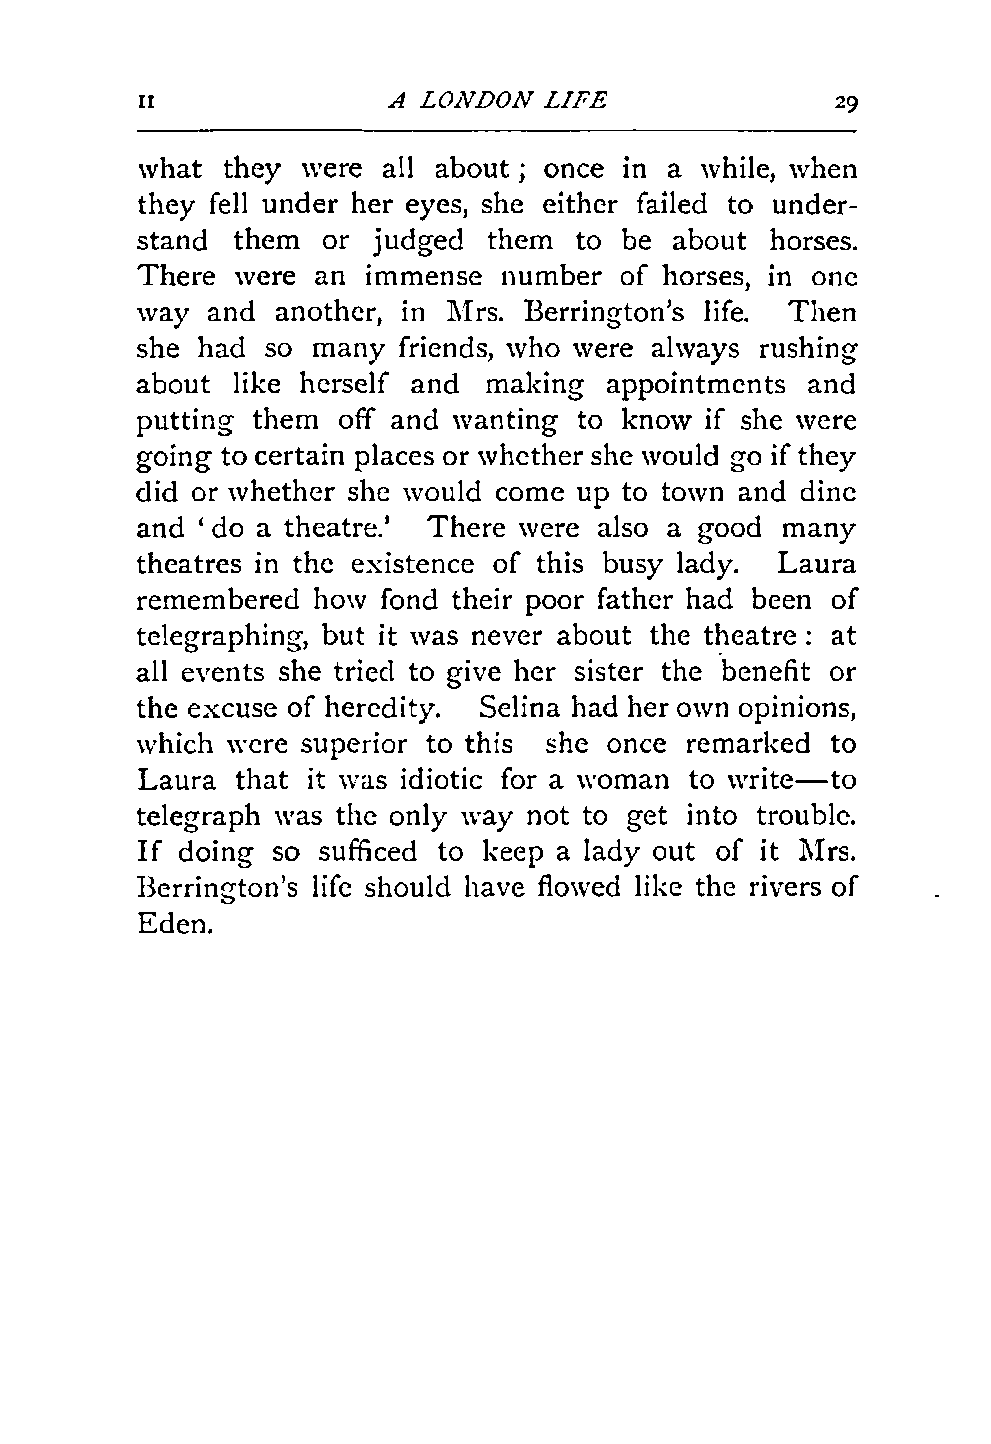 II A LONDON LIFE 29
what they were all about; once in a while, when
they fell under her eyes, she either failed to under-
stand them or judged them to be about horses.
There were an immense number of horses, in one
way and another, in Mrs. Berrington's life. Then
she had so many friends, who were always rushing
about like herself and making appointments and
putting them off and wanting to know if she were
going to certain places or whether she would go if they
did or whether she would come up to town and dine
and ‘do a theatre.’ There were also a good many
theatres in the existence of this busy lady. Laura
remembered how fond their poor father had been of
telegraphing, but it was never about the theatre: at
all events she tried to give her sister the benefit or
the excuse of heredity. Selina had her own opinions,
which were superior to this she once remarked to
Laura that it was idiotic for a woman to write—to
telegraph was the only way not to get into trouble.
If doing so sufficed to keep a lady out of it Mrs.
Berrington's life should have flowed like the rivers of
Eden.